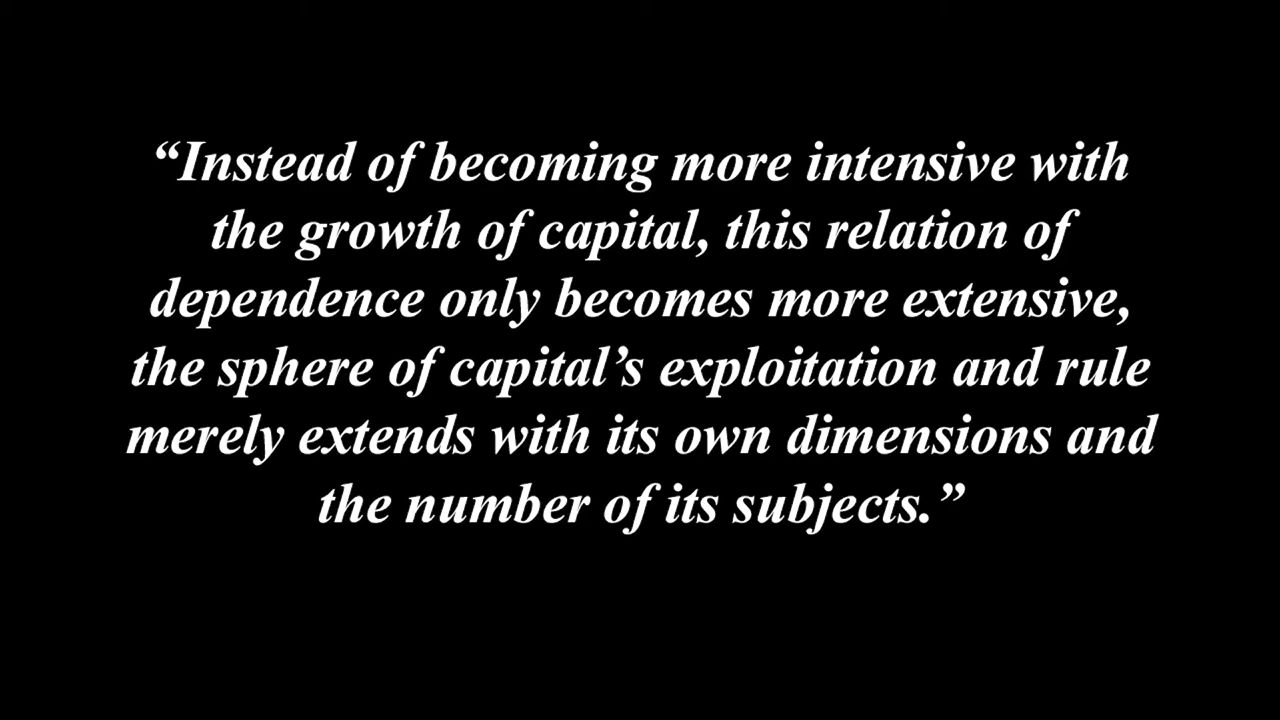 “Instead of becoming more intensive with
the growth of capital, this relation of
dependence only becomes more extensive,
the sphere of capital’s exploitation and rule
merely extends with its own dimensions and
the number of its subjects.”